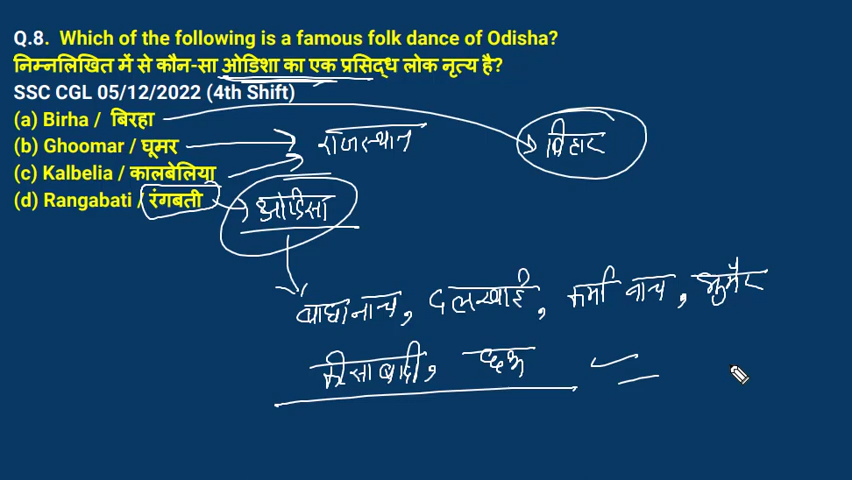 Q.8. Which of the following is a famous folk dance of Odisha?
निम्नलिखित में से कौन-सा ओडिशा का एक प्रसिद्ध लोक नृत्य है?
SSC CGL 05/12/2022 (4th Shift)
(a) Birha / बिरहा
(b) Ghoomar / घूमर राजस्थान बिहार
(c) Kalbelia / कालबेलिया
(d) Rangabati / रंगबती ओडिसा
बाघानाच, दलखाई, कर्मा नाच, झुमैर